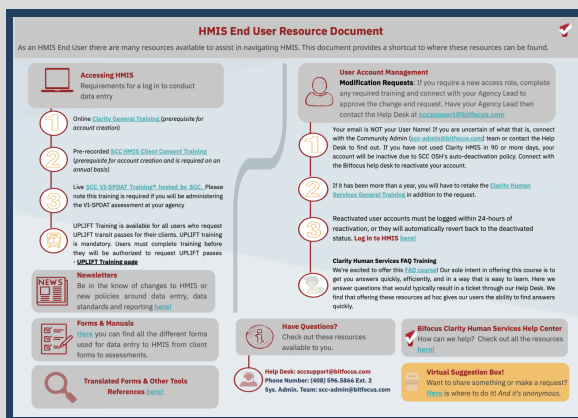 HMIS End User Resource Document
As an HMIS End User there are many resources available to assist in navigating HMIS. This document provides a shortcut to where these resources can be found.
Accessing HMIS
Requirements for a log in to conduct
data entry
1
Online Clarity General Training (prerequisite for
account creation)
2
Pre-recorded SCC HMIS Client Consent Training
(prerequisite for account creation and is required on an
annual basis)
3
Live SCC VI-SPDAT Training* hosted by SCC. Please
note this training is required if you will be administering
the VI-SPDAT assessment at your agency
UPLIFT Training is available for all users who request
UPLIFT transit passes for their clients. UPLIFT training
is mandatory. Users must complete training before
they will be authorized to request UPLIFT passes
- UPLIFT Training page
NEWS
Newsletters
Be in the know of changes to HMIS or
new policies around data entry, data
standards and reporting here!
Forms & Manuals
Here you can find all the different forms
used for data entry to HMIS from client
forms to assessments.
Translated Forms & Other Tools
References here!
User Account Management
Modification Requests: If you require a new access role, complete
any required training and connect with your Agency Lead to
approve the change and request. Have your Agency Lead then
contact the Help Desk at sccsupport@bitfocus.com
1
Your email is NOT your User Name! If you are uncertain of what that is, connect
with the Community Admin (scc-admin@bitfocus.com) team or contact the Help
Desk to find out. If you have not used Clarity HMIS in 90 or more days, your
account will be inactive due to SCC OSH's auto-deactivation policy. Connect with
the Bitfocus help desk to reactivate your account.
2
If it has been more than a year, you will have to retake the Clarity Human
Services General Training in addition to the request.
3
Reactivated user accounts must be logged within 24-hours of
reactivation, or they will automatically revert back to the deactivated
status. Log in to HMIS here!
Clarity Human Services FAQ Training
We're excited to offer this FAQ course! Our sole intent in offering this course is to
get you answers quickly, efficiently, and in a way that is easy to learn. Here we
answer questions that would typically result in a ticket through our Help Desk. We
find that offering these resources ad hoc gives our users the ability to find answers
quickly.
Have Questions?
Check out these resources
available to you.
Help Desk: sccsupport@bitfocus.com
Phone Number: (408) 596.5866 Ext. 2
Sys. Admin. Team: scc-admin@bitfocus.com
Bifocus Clarity Human Services Help Center
How can we help? Check out all the resources
here!
Virtual Suggestion Box!
Want to share something or make a request?
Here is where to do it! And it's anonymous.